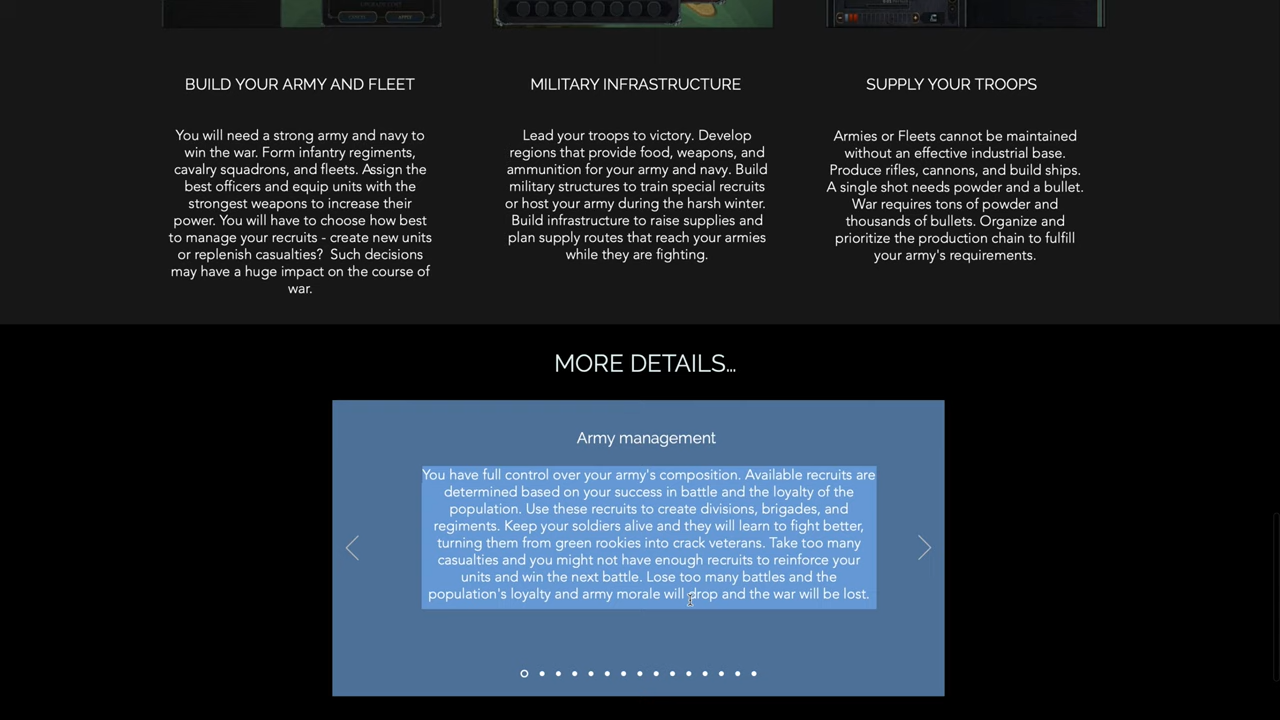 BUILD YOUR ARMY AND FLEET
You will need a strong army and navy to
win the war. Form infantry regiments,
cavalry squadrons, and fleets. Assign the
best officers and equip units with the
strongest weapons to increase their
power. You will have to choose how best
to manage your recruits - create new units
or replenish casualties?  Such decisions
may have a huge impact on the course of
war.
MILITARY INFRASTRUCTURE
Lead your troops to victory. Develop
regions that provide food, weapons, and
ammunition for your army and navy. Build
military structures to train special recruits
or host your army during the harsh winter.
Build infrastructure to raise supplies and
plan supply routes that reach your armies
while they are fighting.
SUPPLY YOUR TROOPS
Armies or Fleets cannot be maintained
without an effective industrial base.
Produce rifles, cannons, and build ships.
A single shot needs powder and a bullet.
War requires tons of powder and
thousands of bullets. Organize and
prioritize the production chain to fulfill
your army's requirements.
MORE DETAILS...
Army management
You have full control over your army's composition. Available recruits are
determined based on your success in battle and the loyalty of the
population. Use these recruits to create divisions, brigades, and
regiments. Keep your soldiers alive and they will learn to fight better,
turning them from green rookies into crack veterans. Take too many
casualties and you might not have enough recruits to reinforce your
units and win the next battle. Lose too many battles and the
population's loyalty and army morale will drop and the war will be lost.